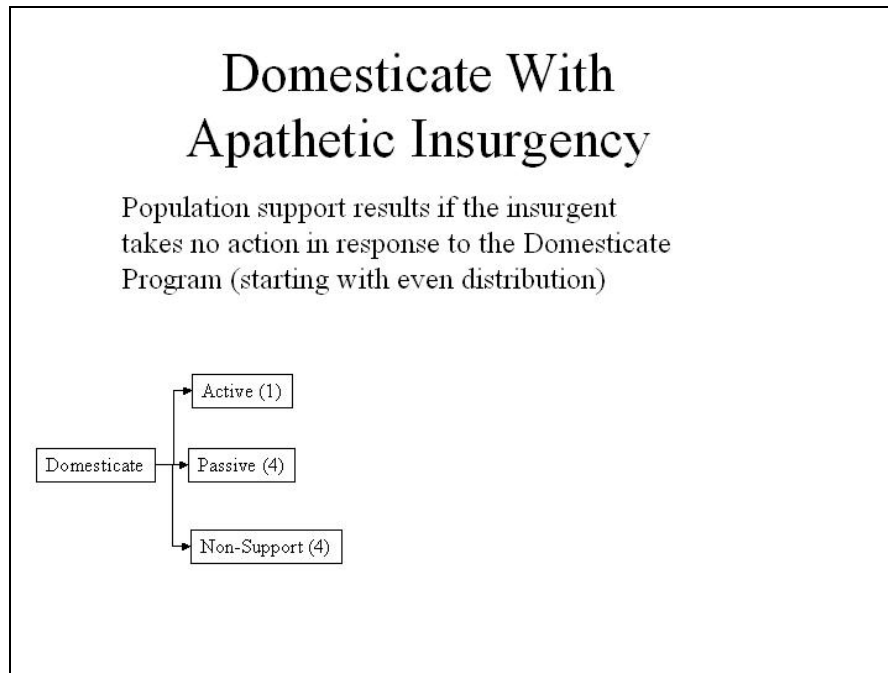 Domesticate With
Apathetic Insurgency
Population support results if the insurgent
takes no action in response to the Domesticate
Program (starting with even distribution)
Active (1)
Domesticate
Passive (4)
Non-Support (4)